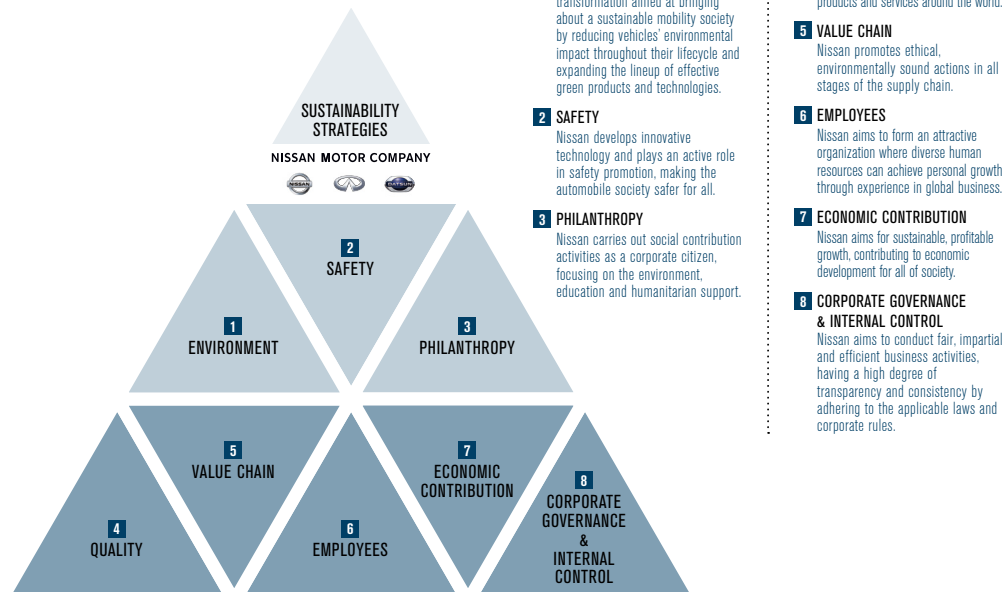 SUSTAINABILITY
STRATEGIES
NISSAN MOTOR COMPANY
NISSAN
DATSUN
2
SAFETY
1
ENVIRONMENT
3
PHILANTHROPY
5
VALUE CHAIN
7
ECONOMIC
CONTRIBUTION
4
QUALITY
6
EMPLOYEES
8
CORPORATE
GOVERNANCE
&
INTERNAL
CONTROL
transformation aimed at bringing
about a sustainable mobility society
by reducing vehicles' environmental
impact throughout their lifecycle and
expanding the lineup of effective
green products and technologies.
2 SAFETY
Nissan develops innovative
technology and plays an active role
in safety promotion, making the
automobile society safer for all.
3 PHILANTHROPY
Nissan carries out social contribution
activities as a corporate citizen,
focusing on the environment,
education and humanitarian support.
products and services around the world.
5 VALUE CHAIN
Nissan promotes ethical,
environmentally sound actions in all
stages of the supply chain.
6 EMPLOYEES
Nissan aims to form an attractive
organization where diverse human
resources can achieve personal growth
through experience in global business.
7 ECONOMIC CONTRIBUTION
Nissan aims for sustainable, profitable
growth, contributing to economic
development for all of society.
8 CORPORATE GOVERNANCE
& INTERNAL CONTROL
Nissan aims to conduct fair, impartial
and efficient business activities,
having a high degree of
transparency and consistency by
adhering to the applicable laws and
corporate rules.